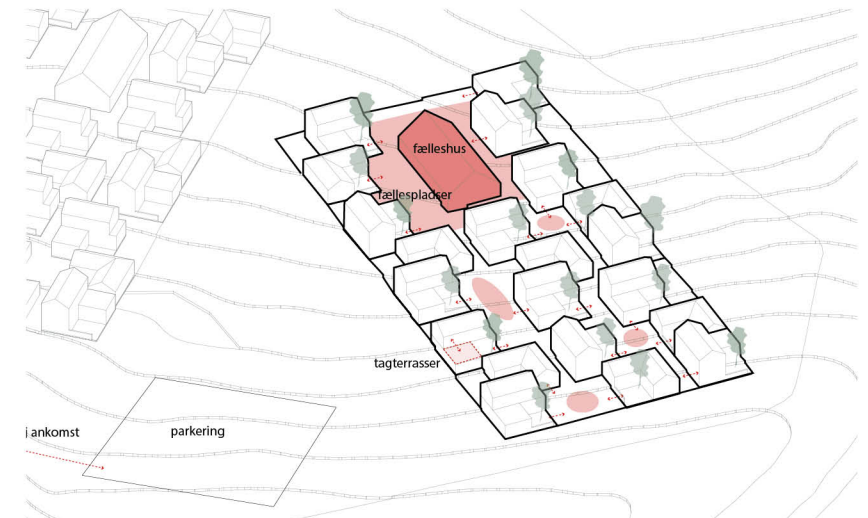 fælleshus
fællespladser
tagterrasser
j ankomst
parkering